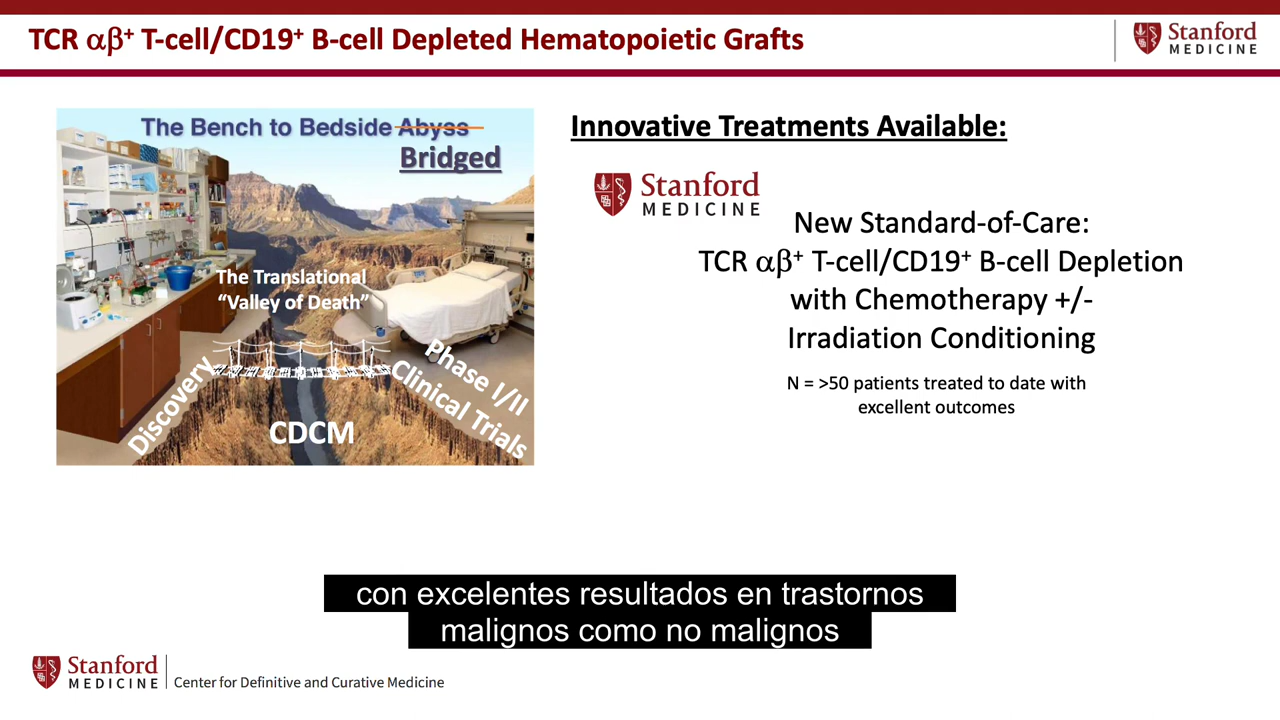 TCR αβ⁺ T-cell/CD19⁺ B-cell Depleted Hematopoietic Grafts
Stanford
MEDICINE
The Bench to Bedside Abyss
Bridged
The Translational
“Valley of Death”
Discovery
CDCM
Phase I/II
Clinical Trials
Innovative Treatments Available:
Stanford
MEDICINE
New Standard-of-Care:
TCR αβ⁺ T-cell/CD19⁺ B-cell Depletion
with Chemotherapy +/-
Irradiation Conditioning
N = >50 patients treated to date with
excellent outcomes
con excelentes resultados en trastornos
malignos como no malignos
Stanford
MEDICINE
Center for Definitive and Curative Medicine